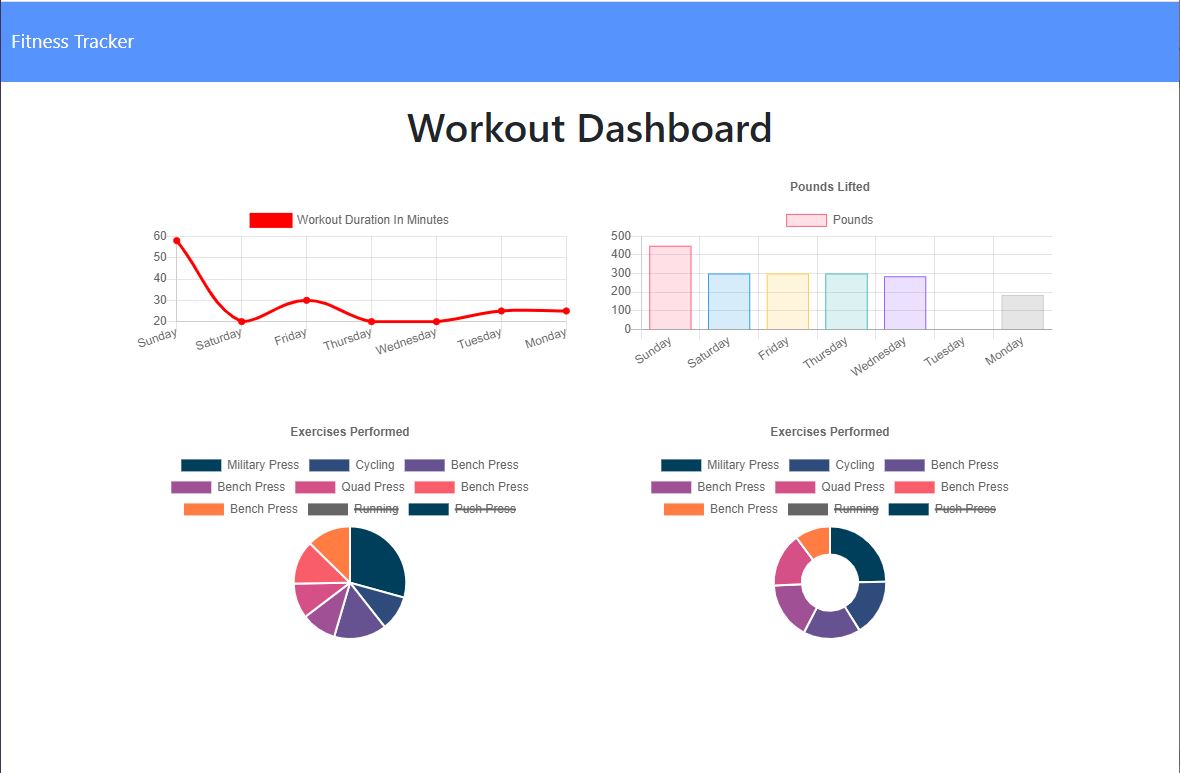 Fitness Tracker
Workout Dashboard
Workout Duration In Minutes
60
50
40
30
20
Sunday Saturday Friday Thursday Wednesday Tuesday Monday
Pounds Lifted
Pounds
500
400
300
200
100
0
Sunday Saturday Friday Thursday Wednesday Tuesday Monday
Exercises Performed
Military Press Cycling Bench Press
Bench Press Quad Press Bench Press
Bench Press Running Push Press
Exercises Performed
Military Press Cycling Bench Press
Bench Press Quad Press Bench Press
Bench Press Running Push Press